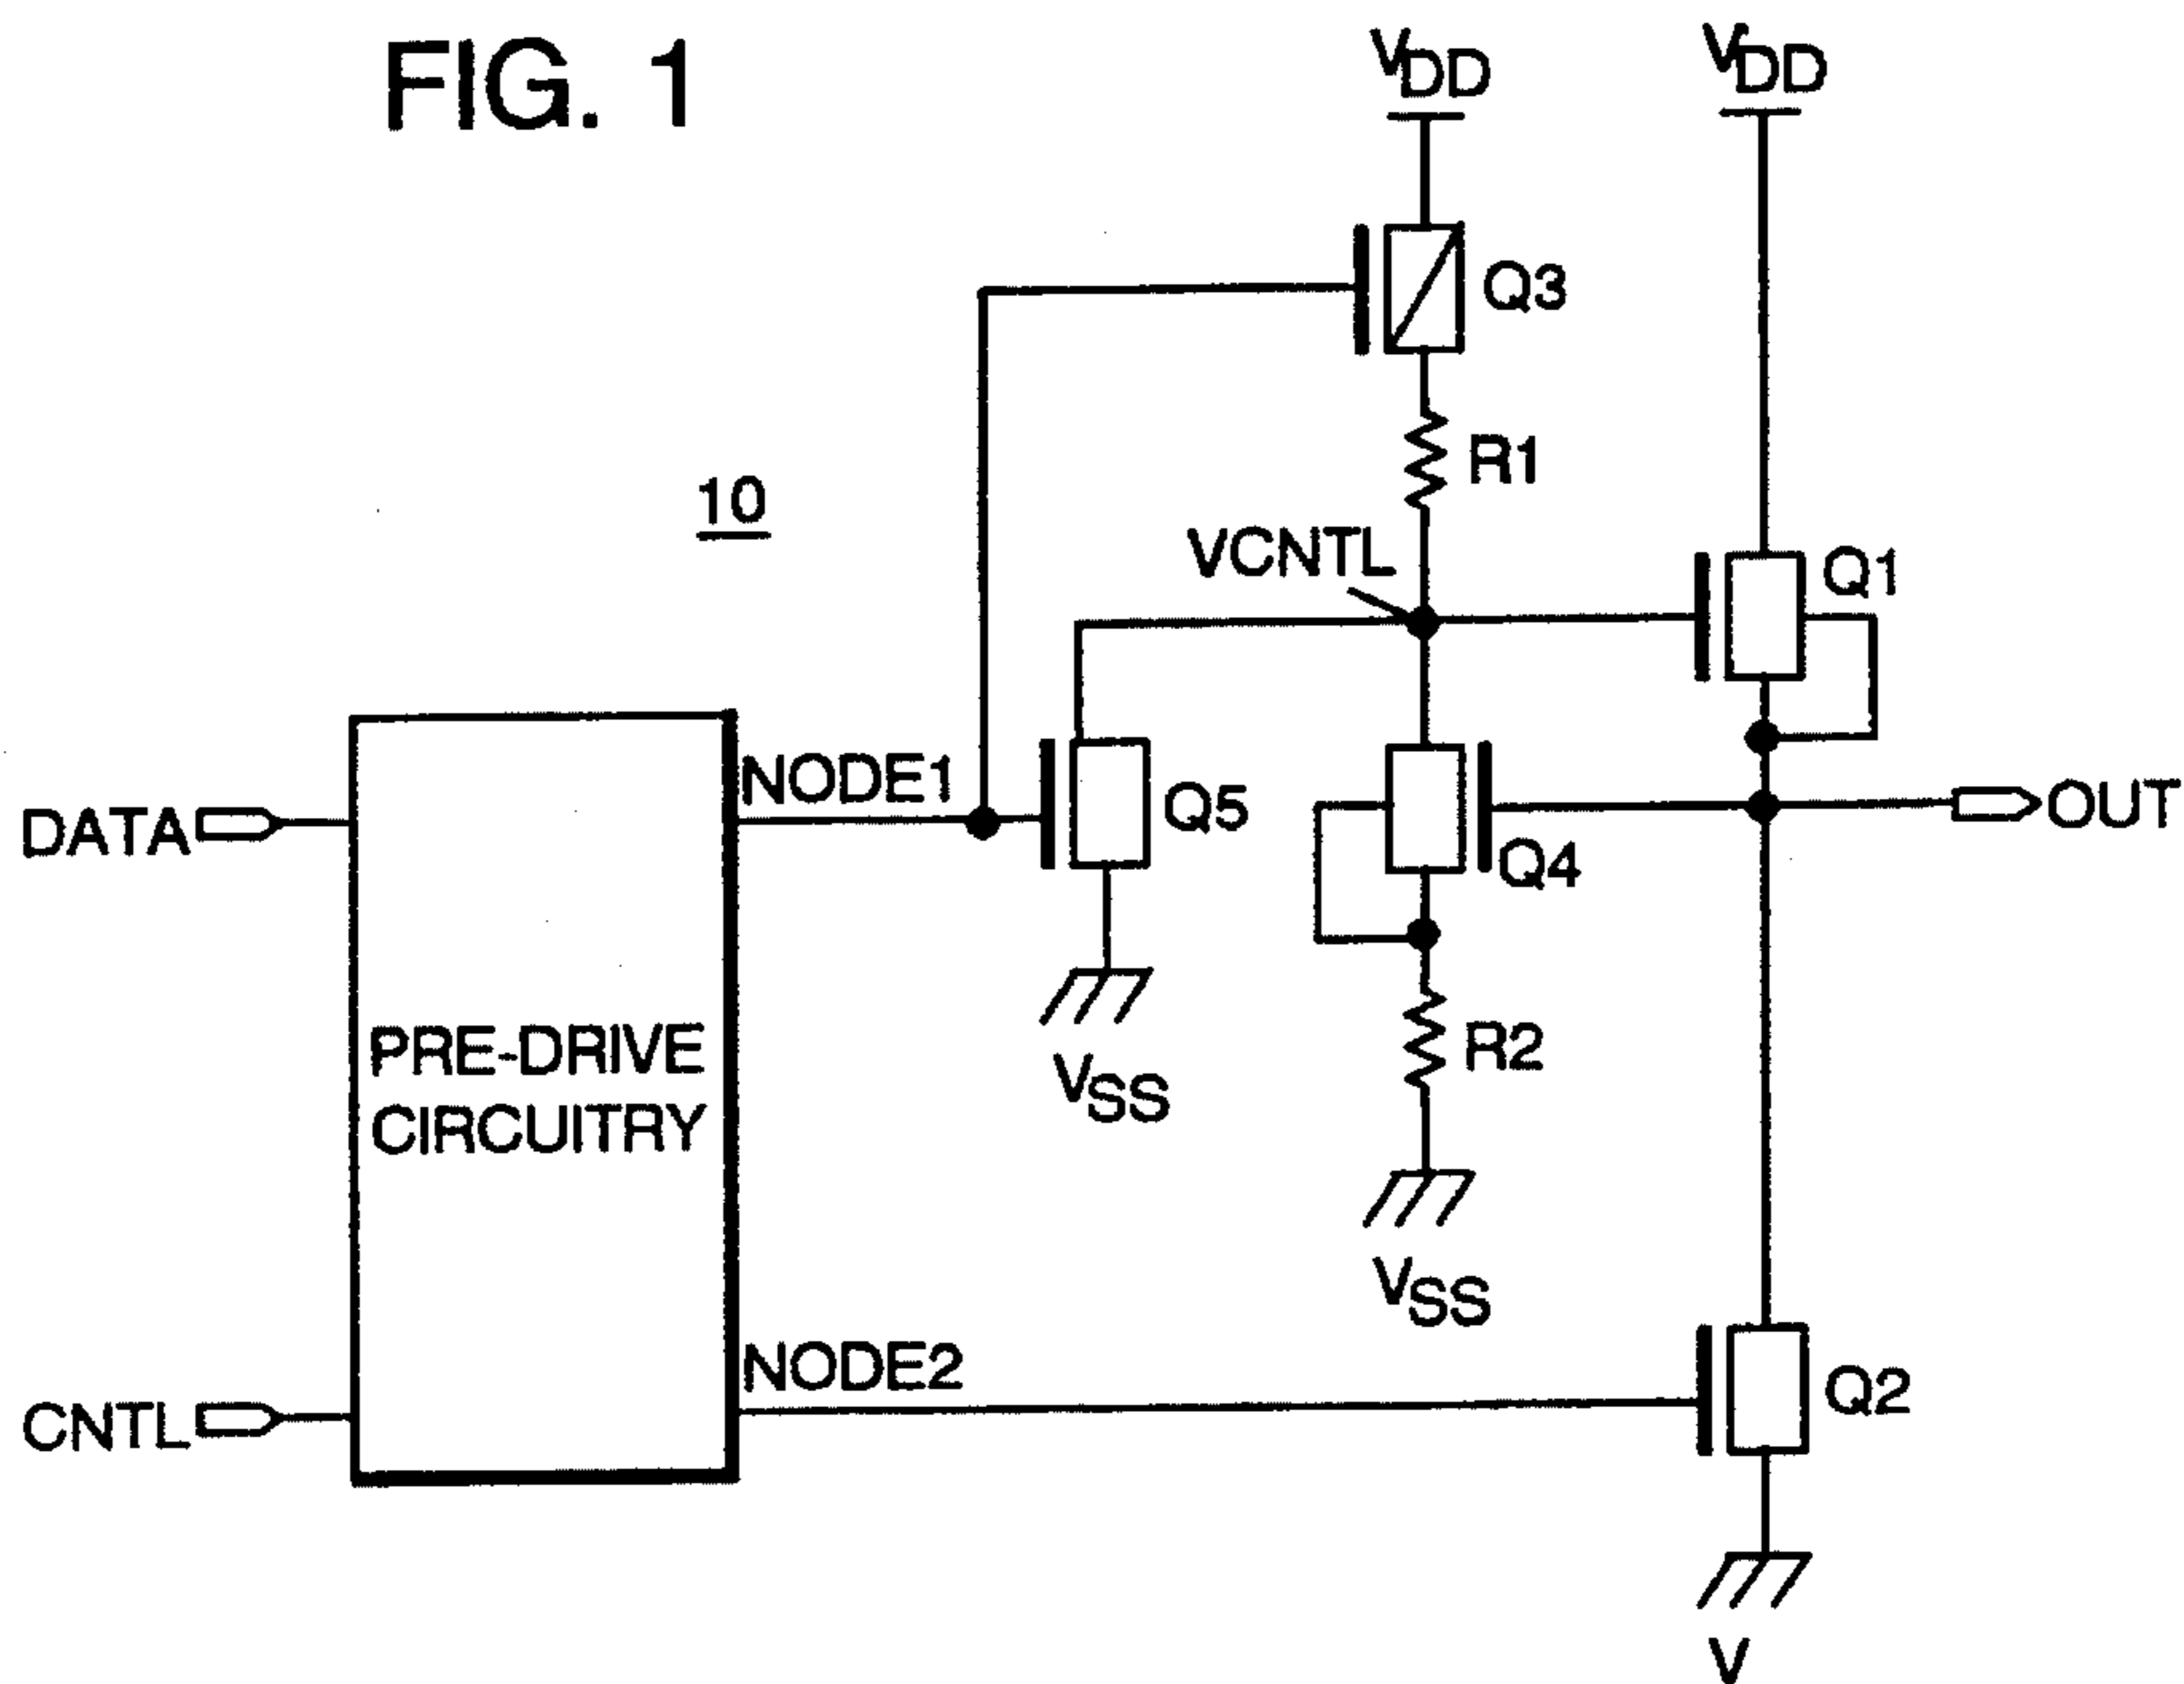 FIG. 1
VDD
VDD
Q3
R1
10
VCNTL
Q1
NODE1
Q5
DATA
OUT
Q4
PRE-DRIVE
CIRCUITRY
R2
VSS
VSS
NODE2
Q2
CNTL
V